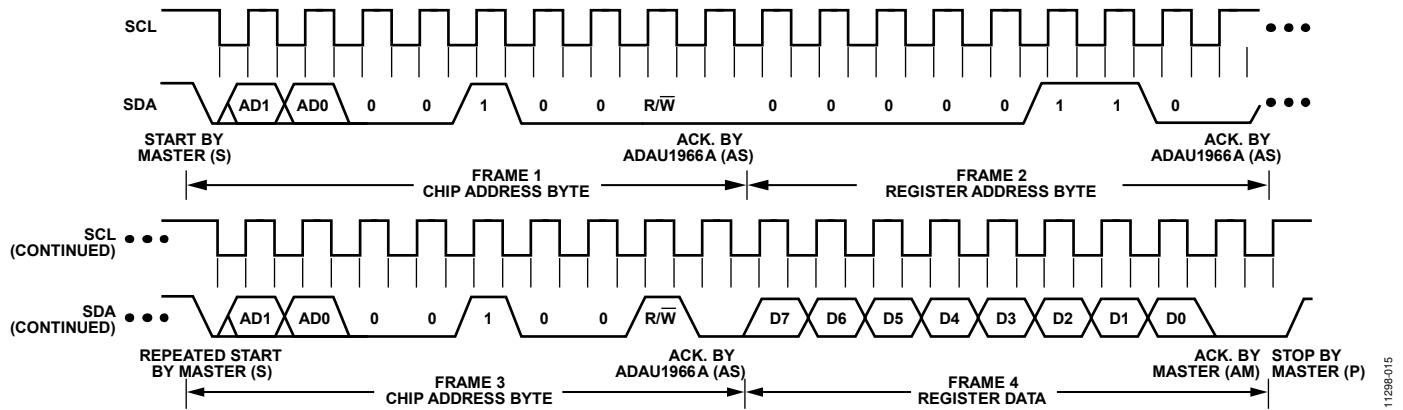 SCL
SDA AD1 AD0 0 0 1 0 0 R/W̅ 0 0 0 0 0 1 1 0
START BY
MASTER (S)
ACK. BY
ADAU1966A (AS)
ACK. BY
ADAU1966A (AS)
FRAME 1
CHIP ADDRESS BYTE
FRAME 2
REGISTER ADDRESS BYTE
SCL
(CONTINUED)
SDA
(CONTINUED)
AD1 AD0 0 0 1 0 0 R/W̅ D7 D6 D5 D4 D3 D2 D1 D0
REPEATED START
BY MASTER (S)
ACK. BY
ADAU1966A (AS)
ACK. BY
MASTER (AM)
STOP BY
MASTER (P)
FRAME 3
CHIP ADDRESS BYTE
FRAME 4
REGISTER DATA
11298-015